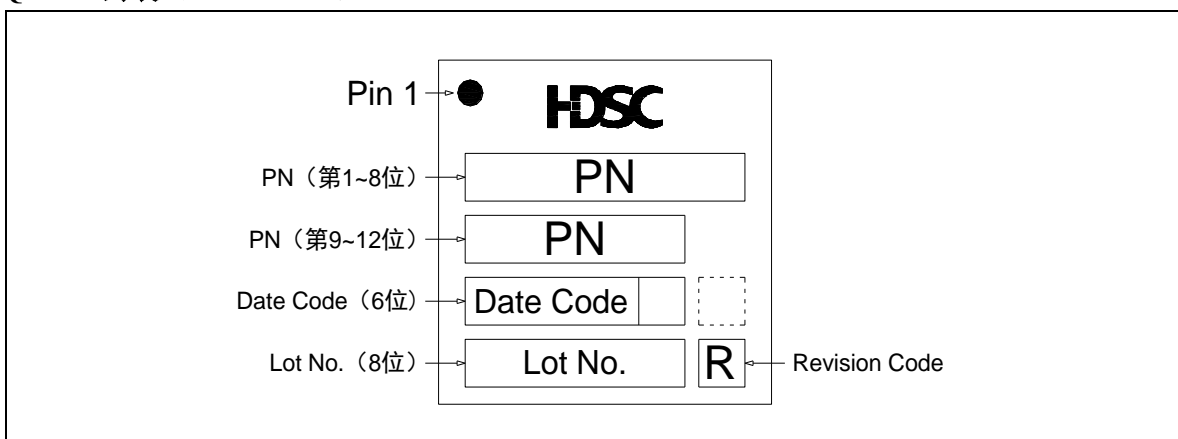 Pin 1
HDSC
PN（第1~8位）
PN
PN（第9~12位）
PN
Date Code（6位）
Date Code
Lot No.（8位）
Lot No.
R
Revision Code